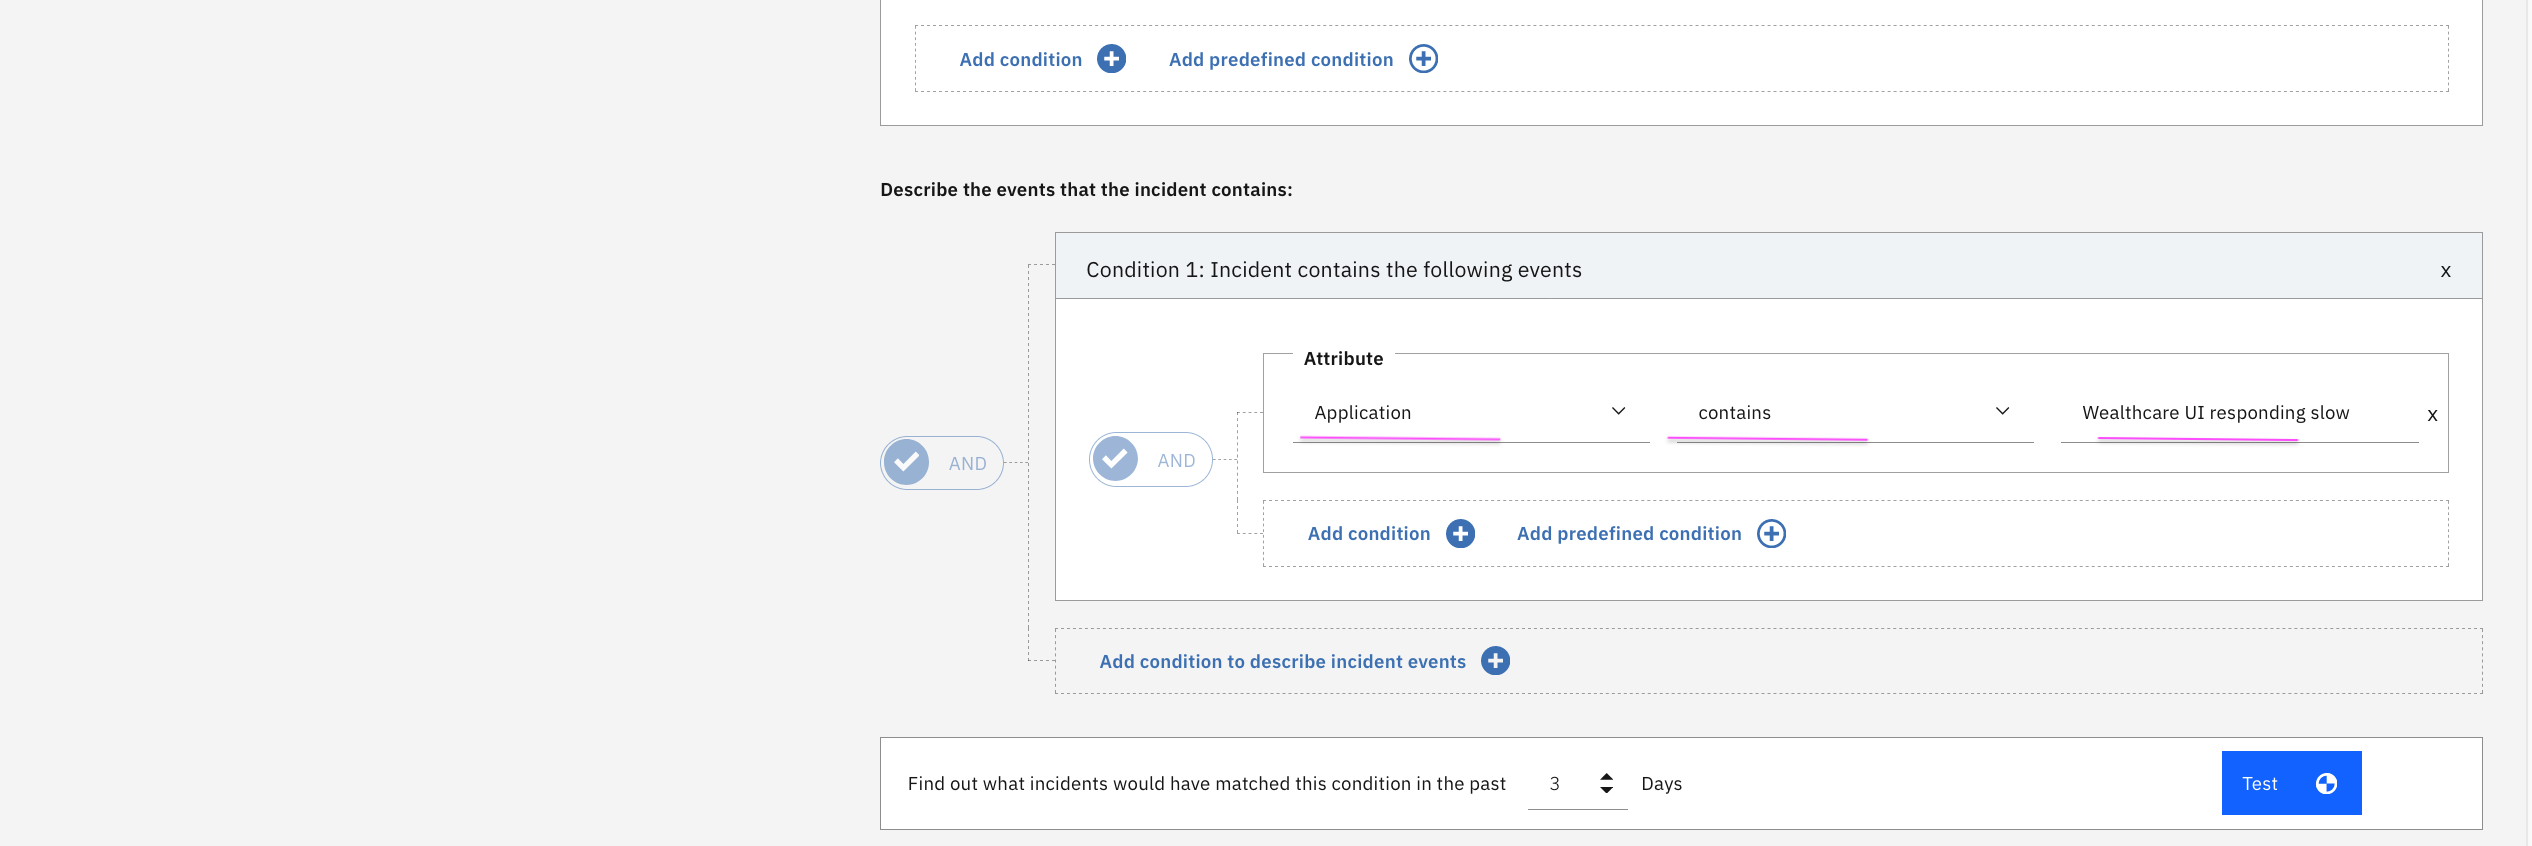 Add condition Add predefined condition
Describe the events that the incident contains:
Condition 1: Incident contains the following events x
Attribute
Application contains Wealthcare UI responding slow x
AND AND
Add condition Add predefined condition
Add condition to describe incident events
Find out what incidents would have matched this condition in the past 3 Days Test